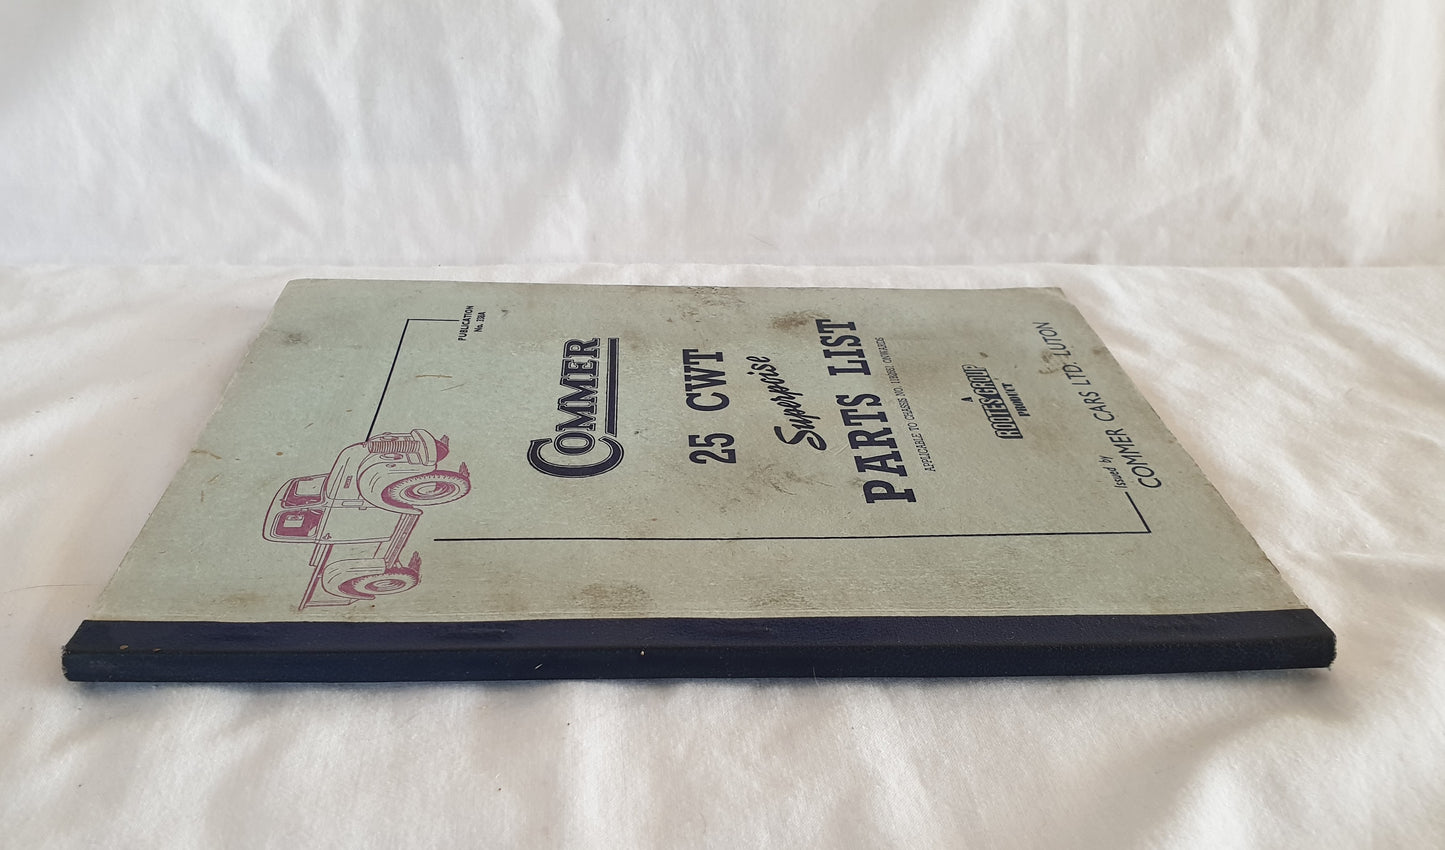 PUBLICATION
No.
COMMER
25 CWT
Superpoise
PARTS LIST
APPLICABLE TO CHASSIS NO. ONWARDS
A
ROOTES GROUP
PRODUCT
Issued by
COMMER CARS LTD. LUTON